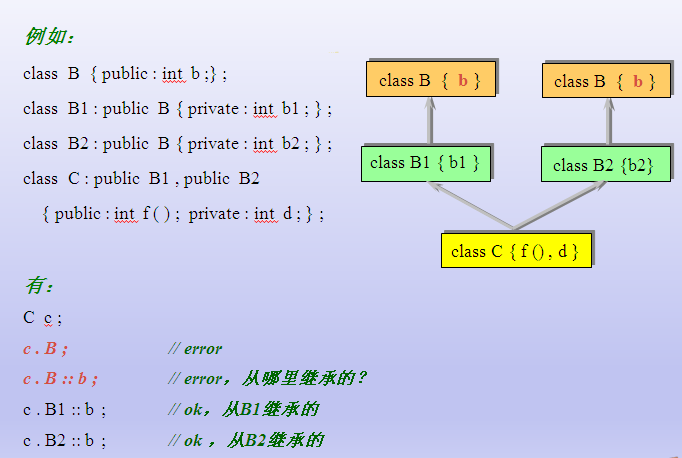 例如:
class B { public : int b ;} ;
class B1 : public B { private : int b1 ; } ;
class B2 : public B { private : int b2 ; } ;
class C : public B1 , public B2
{ public : int f ( ) ; private : int d ; } ;
有:
C c ;
c . B ; // error
c . B :: b ; // error，从哪里继承的?
c . B1 :: b ; // ok，从B1继承的
c . B2 :: b ; // ok ，从B2继承的
class B { b }
class B { b }
class B1 { b1 }
class B2 {b2}
class C { f () , d }